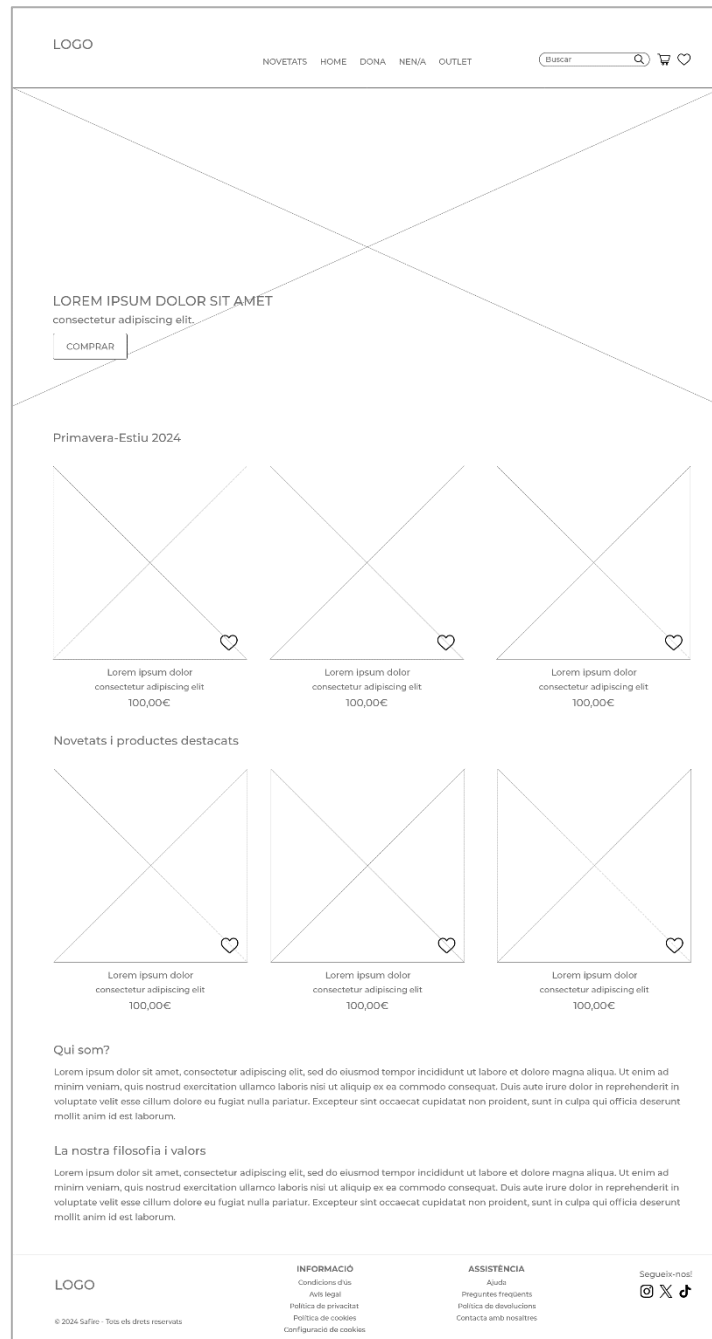 LOGO
NOVETATS HOME DONA NEN/A OUTLET
Buscar
LOREM IPSUM DOLOR SIT AMET
consectetur adipiscing elit.
COMPRAR
Primavera-Estiu 2024
Lorem ipsum dolor
consectetur adipiscing elit
100,00€
Lorem ipsum dolor
consectetur adipiscing elit
100,00€
Lorem ipsum dolor
consectetur adipiscing elit
100,00€
Novetats i productes destacats
Lorem ipsum dolor
consectetur adipiscing elit
100,00€
Lorem ipsum dolor
consectetur adipiscing elit
100,00€
Lorem ipsum dolor
consectetur adipiscing elit
100,00€
Qui som?
Lorem ipsum dolor sit amet, consectetur adipiscing elit, sed do eiusmod tempor incididunt ut labore et dolore magna aliqua. Ut enim ad
minim veniam, quis nostrud exercitation ullamco laboris nisi ut aliquip ex ea commodo consequat. Duis aute irure dolor in reprehenderit in
voluptate velit esse cillum dolore eu fugiat nulla pariatur. Excepteur sint occaecat cupidatat non proident, sunt in culpa qui officia deserunt
mollit anim id est laborum.
La nostra filosofia i valors
Lorem ipsum dolor sit amet, consectetur adipiscing elit, sed do eiusmod tempor incididunt ut labore et dolore magna aliqua. Ut enim ad
minim veniam, quis nostrud exercitation ullamco laboris nisi ut aliquip ex ea commodo consequat. Duis aute irure dolor in reprehenderit in
voluptate velit esse cillum dolore eu fugiat nulla pariatur. Excepteur sint occaecat cupidatat non proident, sunt in culpa qui officia deserunt
mollit anim id est laborum.
LOGO
© 2024 Safire - Tots els drets reservats
INFORMACIÓ
Condicions d'ús
Avís legal
Política de privacitat
Política de cookies
Configuració de cookies
ASSISTÈNCIA
Ajuda
Preguntes freqüents
Política de devolucions
Contacta amb nosaltres
Segueix-nos!